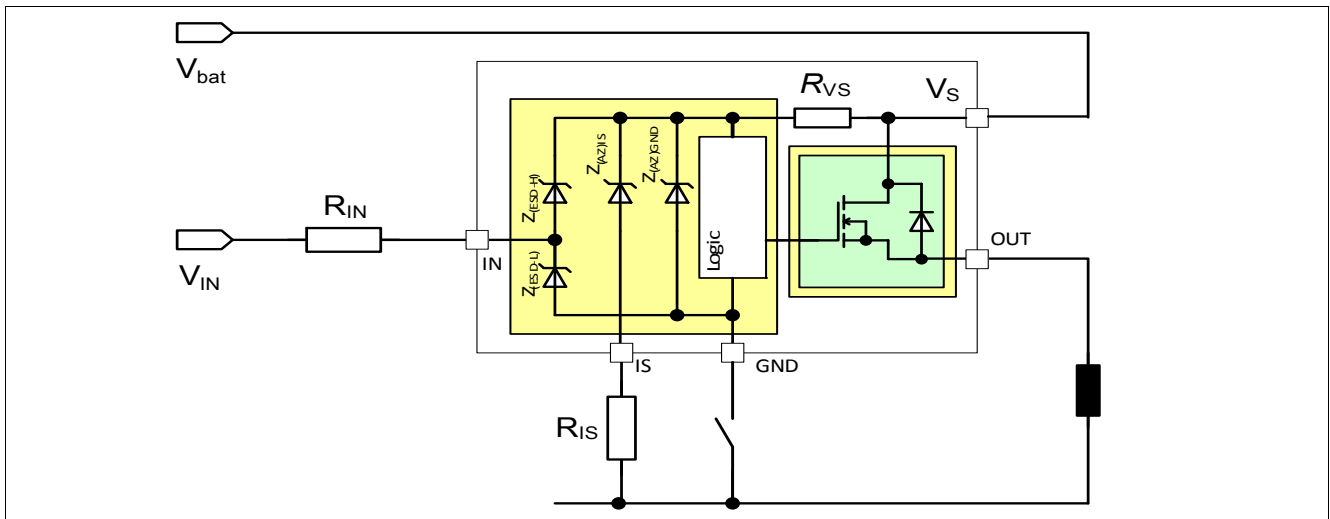 Vbat
RVS
VS
Z(AZ)IS
Z(AZ)GND
Z(ESD-H)
RIN
OUT
Logic
IN
VIN
Z(ESD-L)
IS
GND
RIS